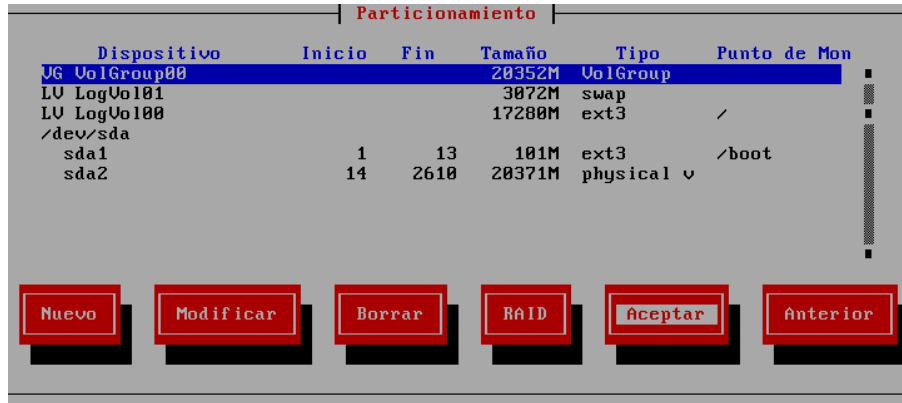 Particionamiento
Dispositivo Inicio Fin Tamaño Tipo Punto de Mon
VG VolGroup00 20352M VolGroup
LV LogVol01 3072M swap
LV LogVol00 17280M ext3 /
/dev/sda
sda1 1 13 101M ext3 /boot
sda2 14 2610 20371M physical v
Nuevo Modificar Borrar RAID Aceptar Anterior